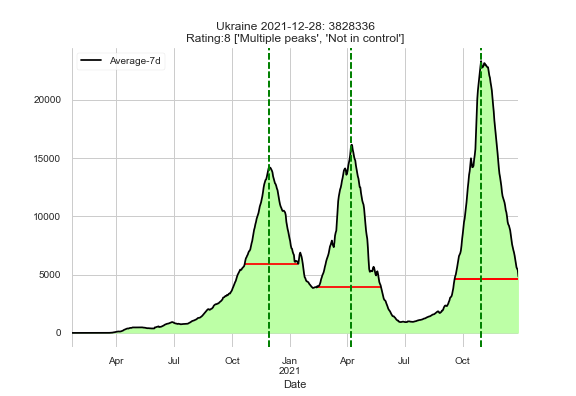 Ukraine 2021-12-28: 3828336
Rating:8 ['Multiple peaks', 'Not in control']
Average-7d
20000
15000
10000
5000
0
Apr Jul Oct Jan Apr Jul Oct
2021
Date